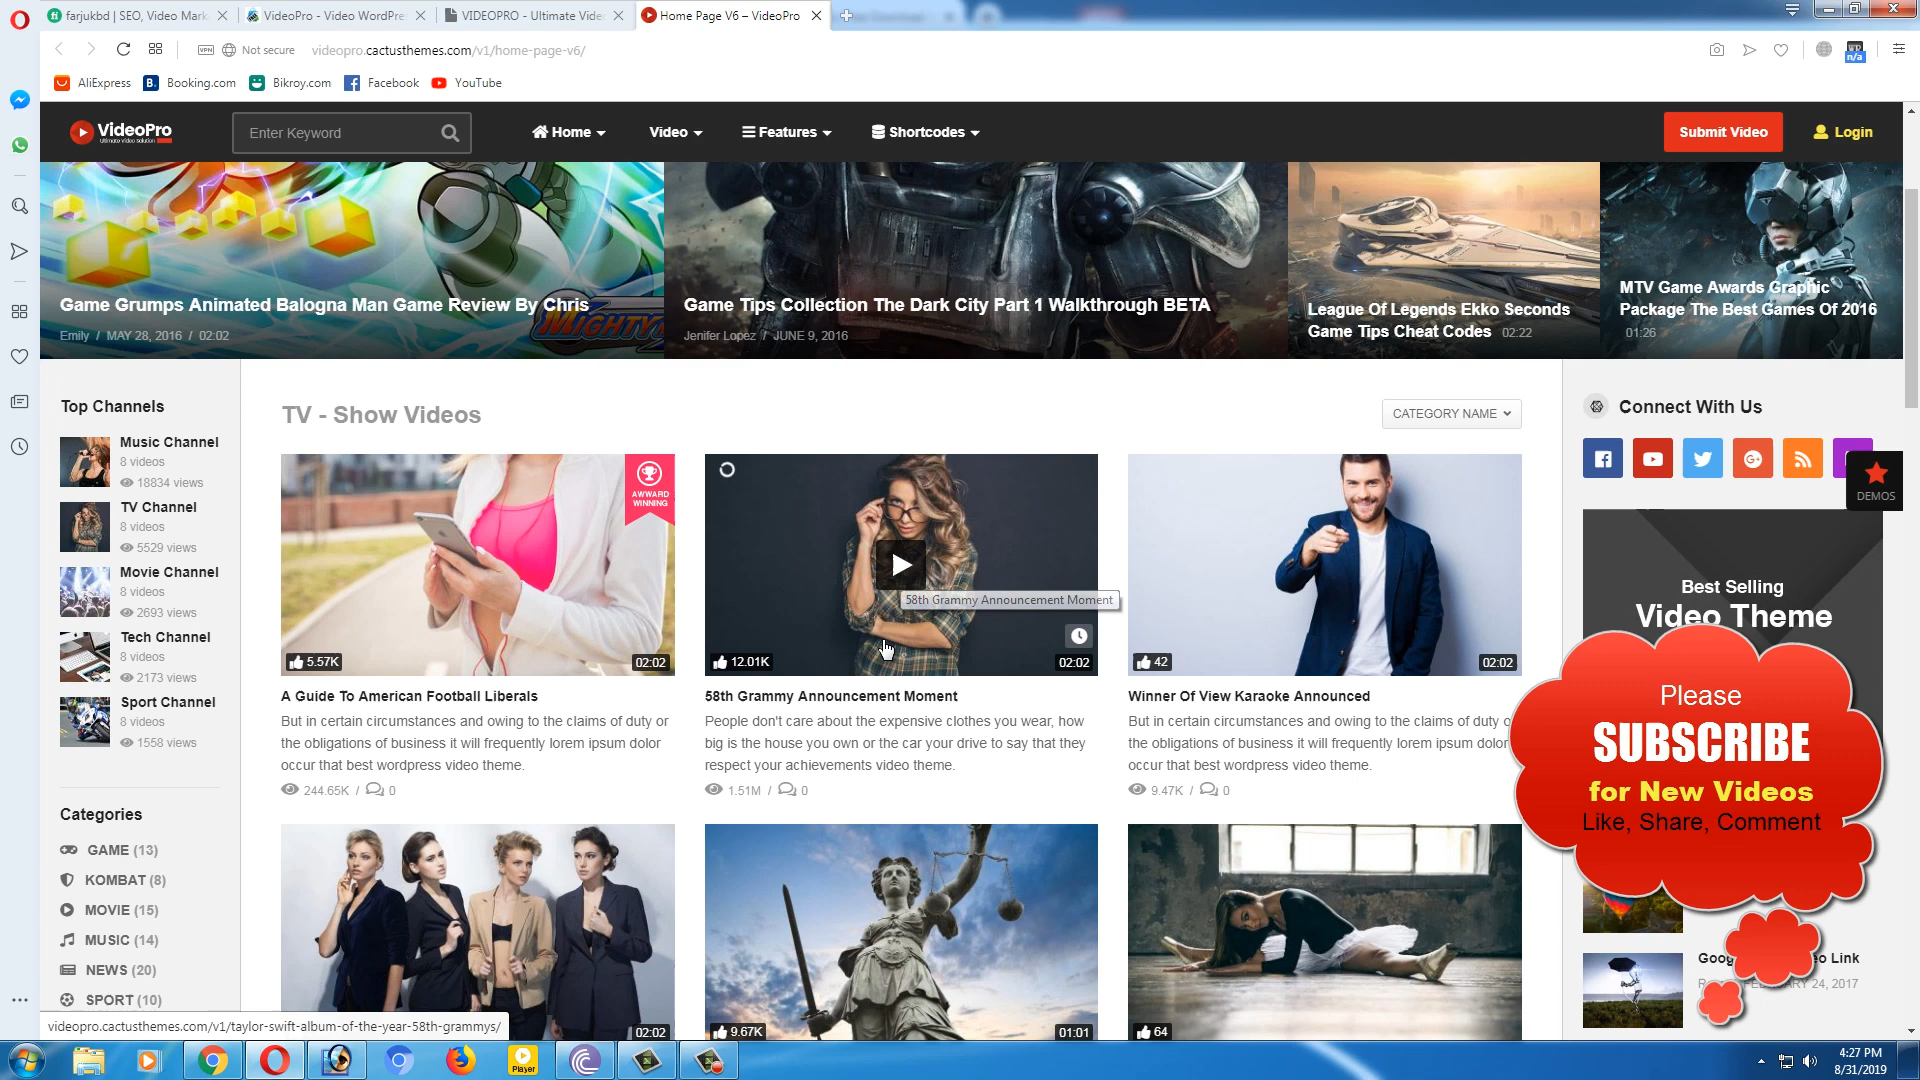 farjukbd | SEO, Video Mark
VideoPro - Video WordPre
VIDEOPRO - Ultimate Vide
Home Page V6 – VideoPro
VPN
Not secure
videopro.cactusthemes.com/v1/home-page-v6/
n/a
AliExpress
Booking.com
Bikroy.com
Facebook
YouTube
VideoPro
Ultimate video solution
Enter Keyword
Home
Video
Features
Shortcodes
Submit Video
Login
Game Grumps Animated Balogna Man Game Review By Chris
Emily / MAY 28, 2016 / 02:02
Game Tips Collection The Dark City Part 1 Walkthrough BETA
Jenifer Lopez / JUNE 9, 2016
League Of Legends Ekko Seconds
Game Tips Cheat Codes 02:22
MTV Game Awards Graphic
Package The Best Games Of 2016
01:26
Top Channels
Music Channel
8 videos
18834 views
TV Channel
8 videos
5529 views
Movie Channel
8 videos
2693 views
Tech Channel
8 videos
2173 views
Sport Channel
8 videos
1558 views
Categories
GAME (13)
KOMBAT (8)
MOVIE (15)
MUSIC (14)
NEWS (20)
SPORT (10)
TV - Show Videos
CATEGORY NAME
AWWARD
WINNING
5.57K
02:02
A Guide To American Football Liberals
But in certain circumstances and owing to the claims of duty or
the obligations of business it will frequently lorem ipsum dolor
occur that best wordpress video theme.
244.65K / 0
58th Grammy Announcement Moment
12.01K
02:02
58th Grammy Announcement Moment
People don't care about the expensive clothes you wear, how
big is the house you own or the car your drive to say that they
respect your achievements video theme.
1.51M / 0
42
02:02
Winner Of View Karaoke Announced
But in certain circumstances and owing to the claims of duty o
the obligations of business it will frequently lorem ipsum dolor
occur that best wordpress video theme.
9.47K / 0
02:02
9.67K
01:01
64
Connect With Us
DEMOS
Best Selling
Video Theme
Please
SUBSCRIBE
for New Videos
Like, Share, Comment
Goog
o Link
RY 24, 2017
videopro.cactusthemes.com/v1/taylor-swift-album-of-the-year-58th-grammys/
Player
4:27 PM
8/31/2019